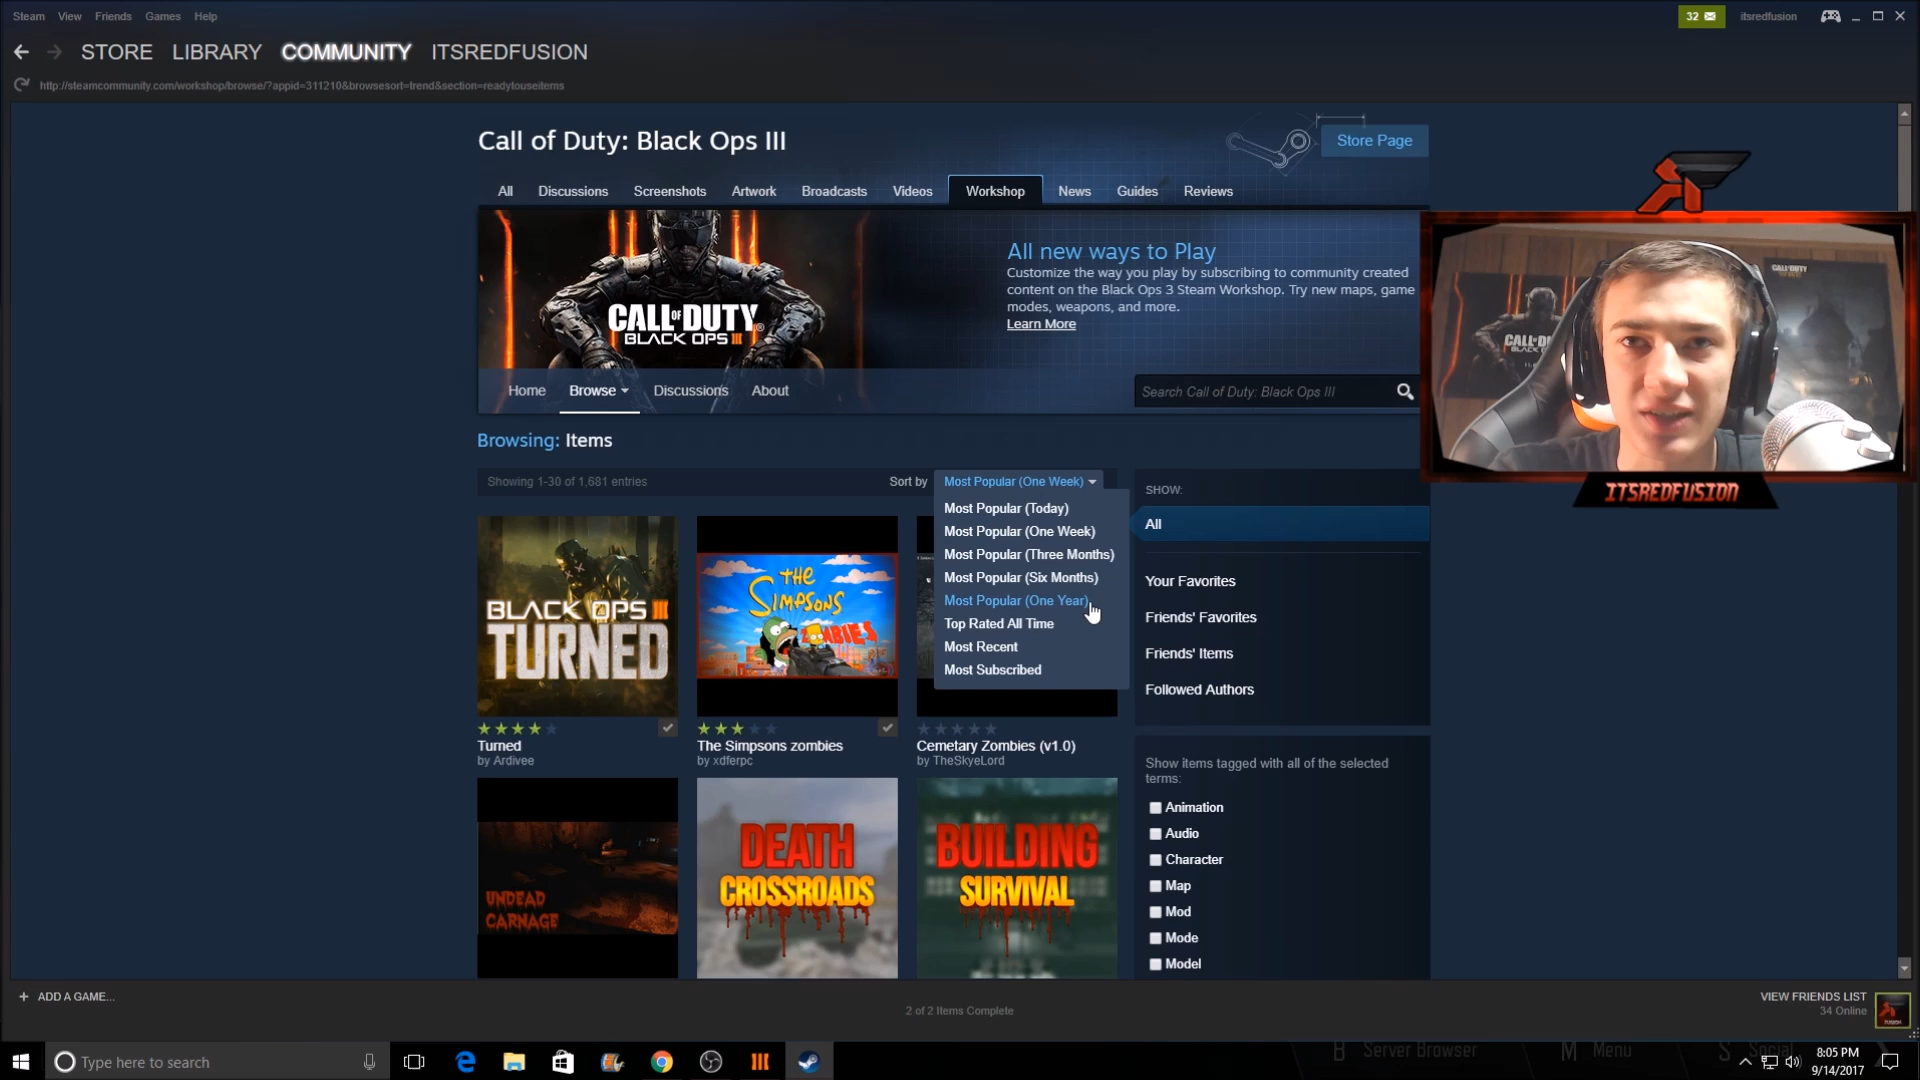 Steam View Friends Games Help
32 itsredfusion
STORE LIBRARY COMMUNITY ITSREDFUSION
http://steamcommunity.com/workshop/browse/?appid=311210&browsesort=trend&section=readytouseitems
Call of Duty: Black Ops III
Store Page
All Discussions Screenshots Artwork Broadcasts Videos Workshop News Guides Reviews
All new ways to Play
Customize the way you play by subscribing to community created
content on the Black Ops 3 Steam Workshop. Try new maps, game
modes, weapons, and more.
Learn More
CALL OF DUTY
BLACK OPS III
Home Browse Discussions About
Search Call of Duty: Black Ops III
ITSREDFUSION
Browsing: Items
Showing 1-30 of 1,681 entries
Sort by Most Popular (One Week)
Most Popular (Today)
Most Popular (One Week)
Most Popular (Three Months)
Most Popular (Six Months)
Most Popular (One Year)
Top Rated All Time
Most Recent
Most Subscribed
SHOW:
All
Your Favorites
Friends' Favorites
Friends' Items
Followed Authors
BLACK OPS III
TURNED
THE
SIMPSONS
ZOMBIES
Turned
by Ardivee
The Simpsons zombies
by xdferpc
Cemetary Zombies (v1.0)
by TheSkyeLord
UNDEAD
CARNAGE
DEATH
CROSSROADS
BUILDING
SURVIVAL
Show items tagged with all of the selected
terms:
Animation
Audio
Character
Map
Mod
Mode
Model
+ ADD A GAME...
2 of 2 Items Complete
VIEW FRIENDS LIST
34 Online
Type here to search
Server Browser
M Menu
S Social
8:05 PM
9/14/2017